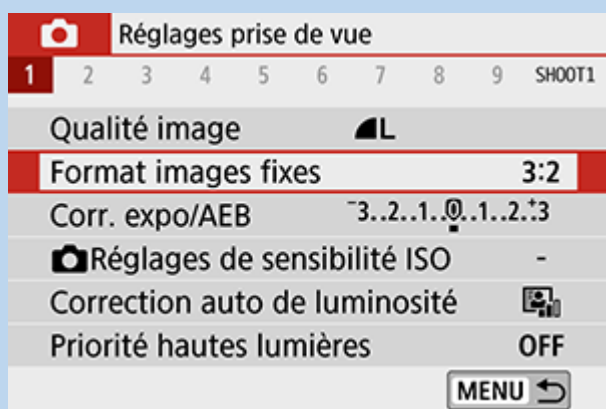 Réglages prise de vue
1 2 3 4 5 6 7 8 9 SHOOT1
Qualité image L
Format images fixes 3:2
Corr. expo/AEB -3..2..1..0..1..2..+3
Réglages de sensibilité ISO -
Correction auto de luminosité
Priorité hautes lumières OFF
MENU